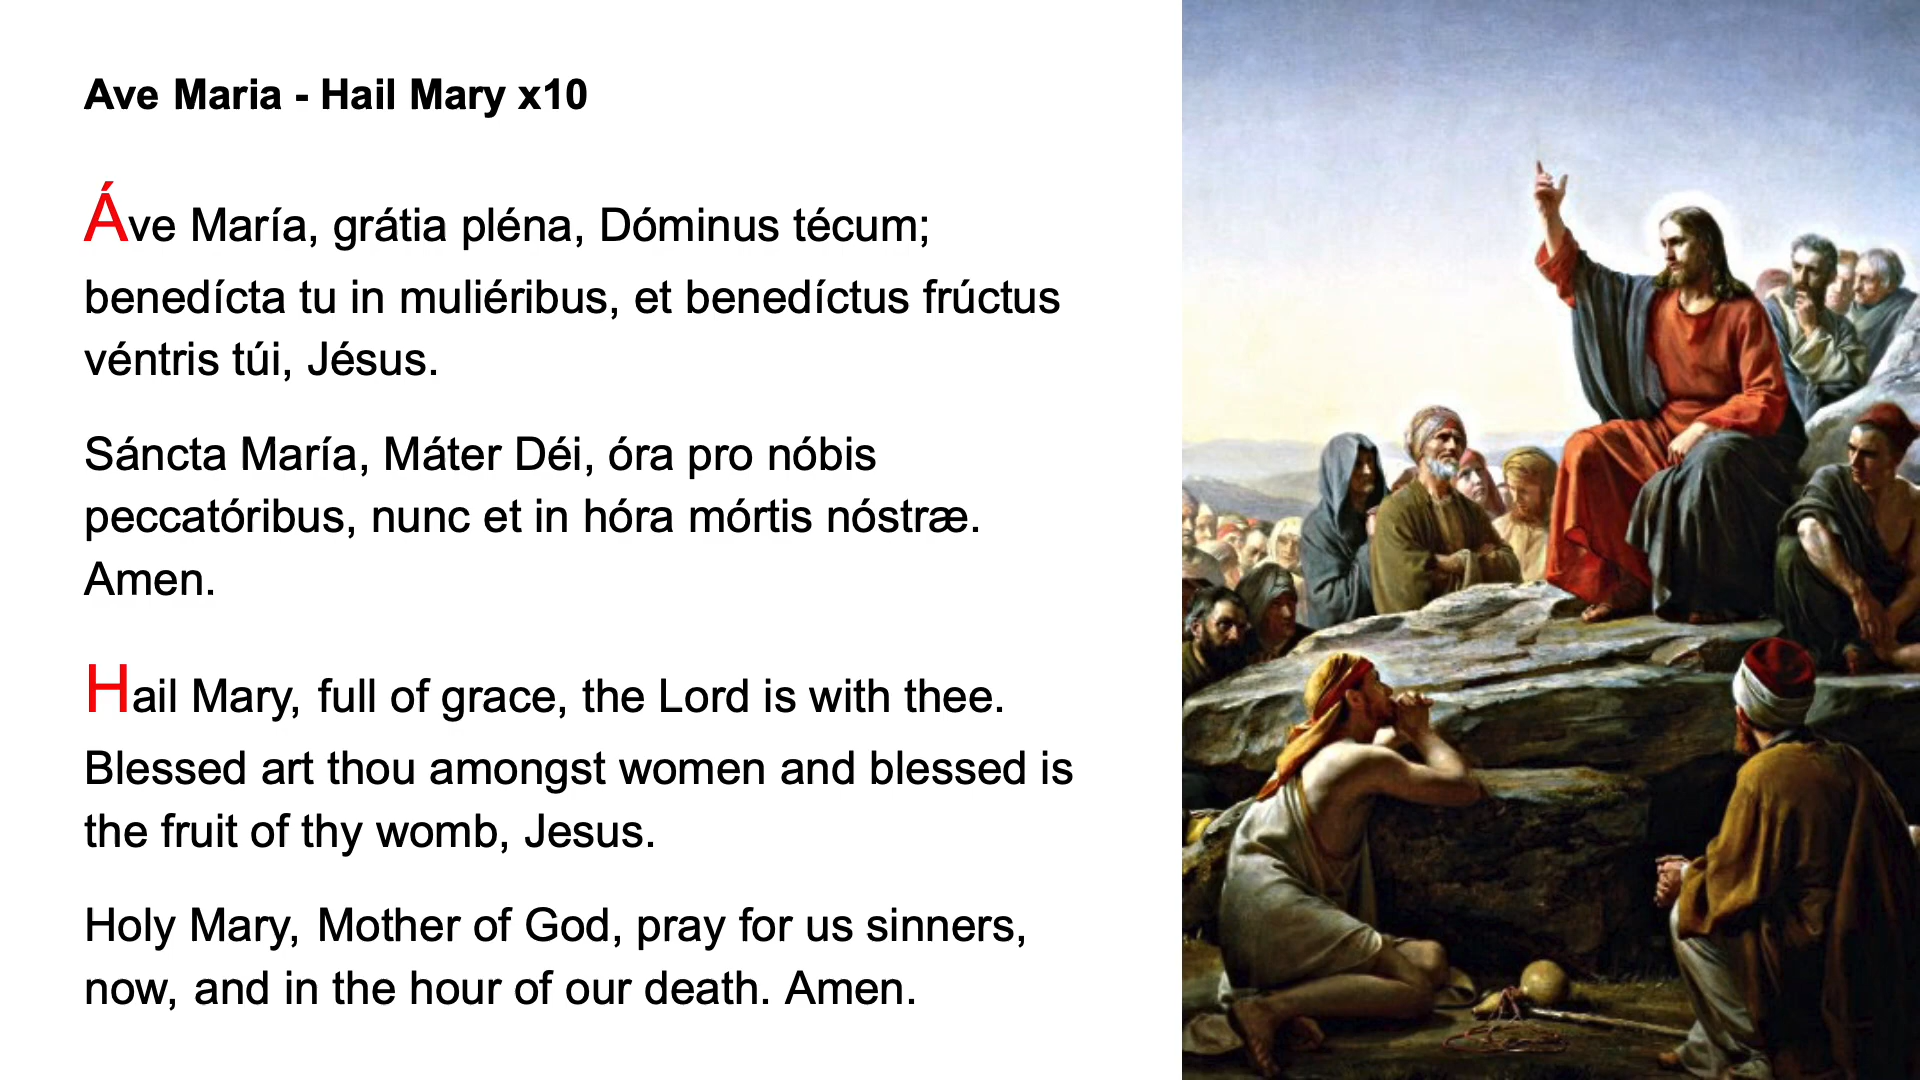 Ave Maria - Hail Mary x10
Áve María, grátia pléna, Dóminus técum;
benedícta tu in muliéribus, et benedíctus frúctus
véntris túi, Jésus.
Sáncta María, Máter Déi, óra pro nóbis
peccatóribus, nunc et in hóra mórtis nóstræ.
Amen.
Hail Mary, full of grace, the Lord is with thee.
Blessed art thou amongst women and blessed is
the fruit of thy womb, Jesus.
Holy Mary, Mother of God, pray for us sinners,
now, and in the hour of our death. Amen.